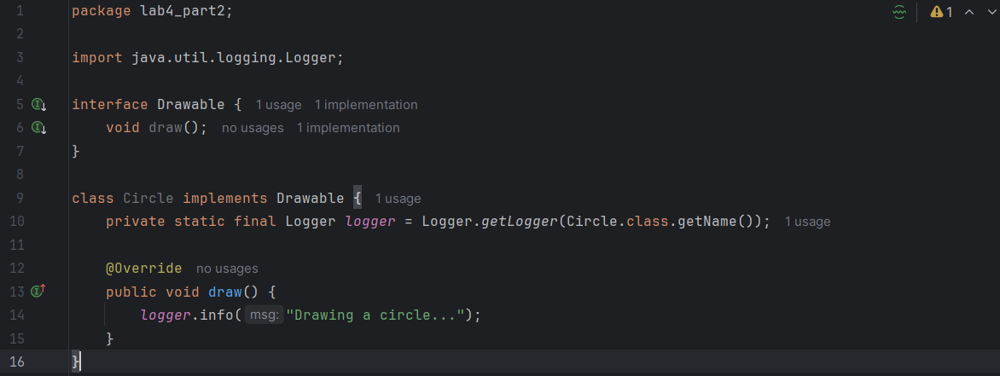 1 package lab4_part2; 1
2
3 import java.util.logging.Logger;
4
5 interface Drawable { 1 usage 1 implementation
6 void draw(); no usages 1 implementation
7 }
8
9 class Circle implements Drawable { 1 usage
10 private static final Logger logger = Logger.getLogger(Circle.class.getName()); 1 usage
11
12 @Override no usages
13 public void draw() {
14 logger.info( msg: "Drawing a circle...");
15 }
16 }